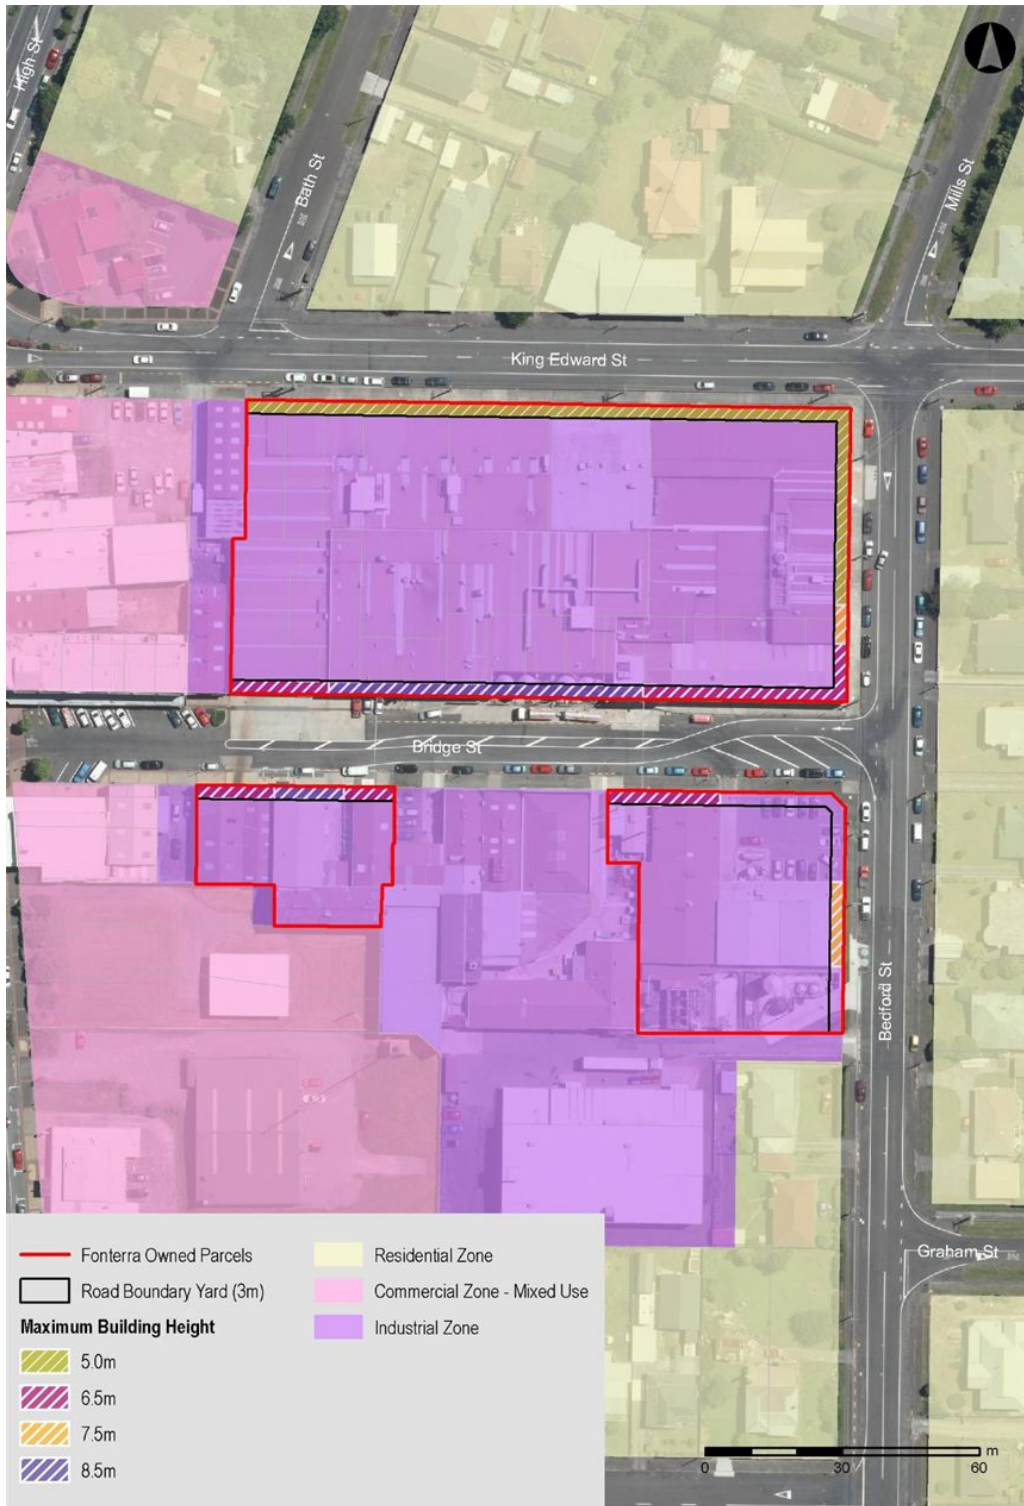 High St
Bath St
Mills St
King Edward St
Bridge St
Bedford St
Graham St
Fonterra Owned Parcels
Road Boundary Yard (3m)
Maximum Building Height
5.0m
6.5m
7.5m
8.5m
Residential Zone
Commercial Zone - Mixed Use
Industrial Zone
m
0 30 60